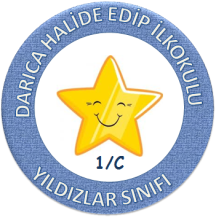 DARICA HALİDE EDİP İLKOKULU
1/C
YILDIZLAR SINIFI